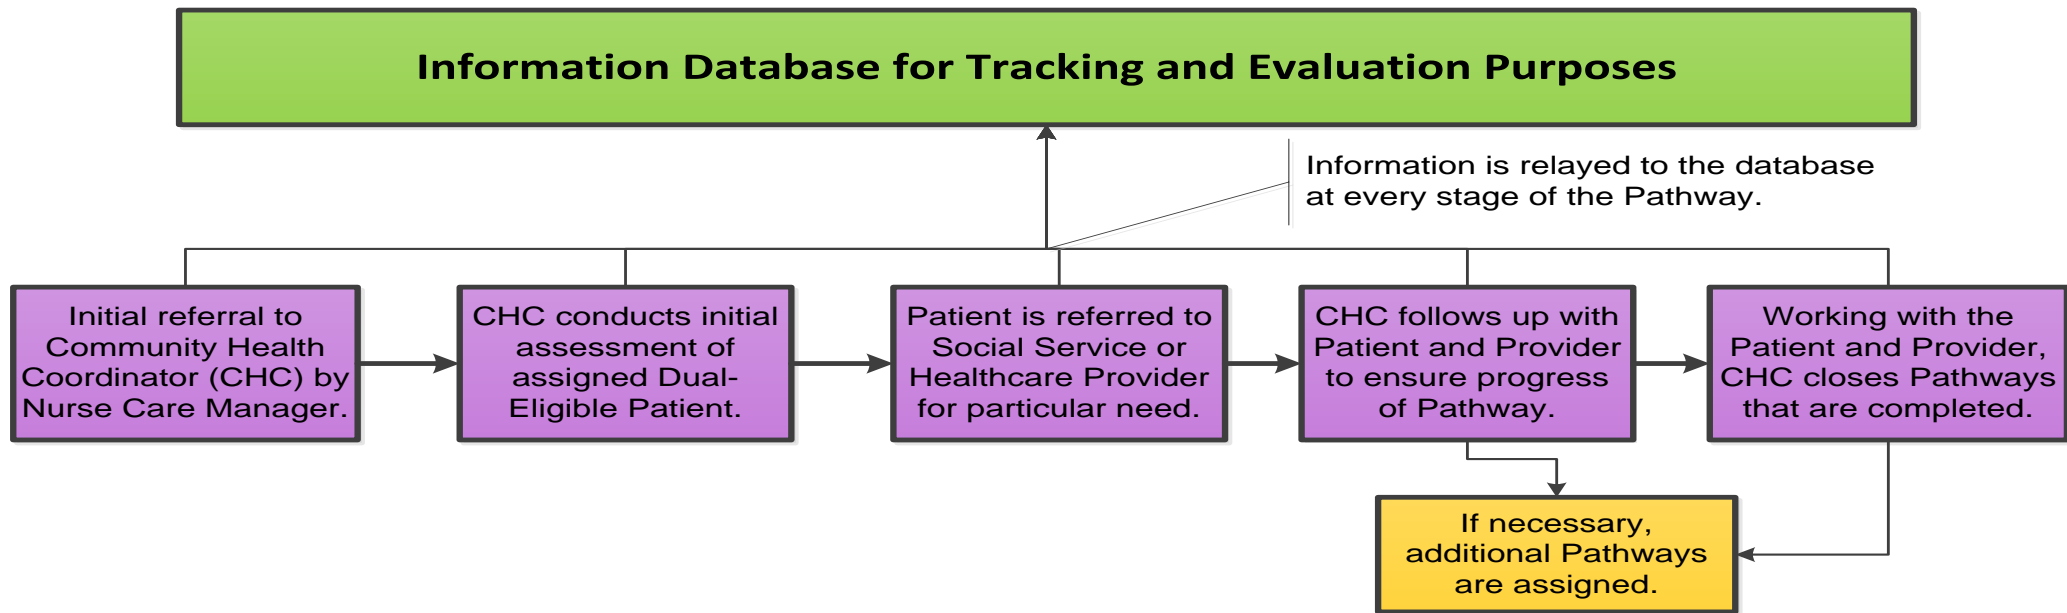 Information Database for Tracking and Evaluation Purposes
Information is relayed to the database
at every stage of the Pathway.
Initial referral to
Community Health
Coordinator (CHC) by
Nurse Care Manager.
CHC conducts initial
assessment of
assigned Dual-
Eligible Patient.
Patient is referred to
Social Service or
Healthcare Provider
for particular need.
CHC follows up with
Patient and Provider
to ensure progress
of Pathway.
Working with the
Patient and Provider,
CHC closes Pathways
that are completed.
If necessary,
additional Pathways
are assigned.